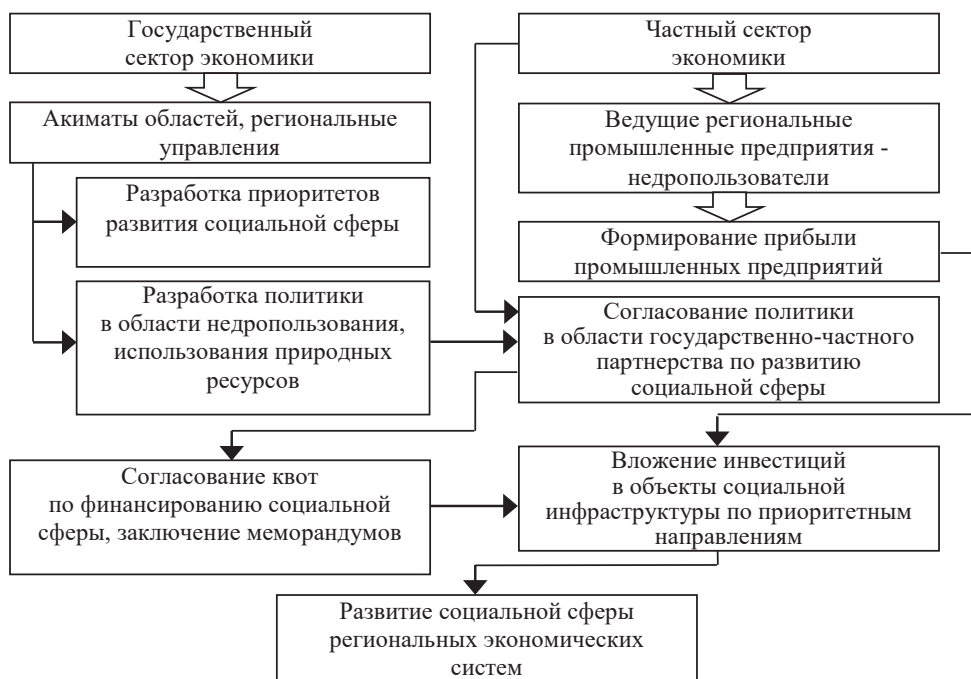 Государственный
сектор экономики
Частный сектор
экономики
Акиматы областей, региональные
управления
Ведущие региональные
промышленные предприятия -
недропользователи
Разработка приоритетов
развития социальной сферы
Формирование прибыли
промышленных предприятий
Разработка политики
в области недропользования,
использования природных
ресурсов
Согласование политики
в области государственно-частного
партнерства по развитию
социальной сферы
Согласование квот
по финансированию социальной
сферы, заключение меморандумов
Вложение инвестиций
в объекты социальной
инфраструктуры по приоритетным
направлениям
Развитие социальной сферы
региональных экономических
систем